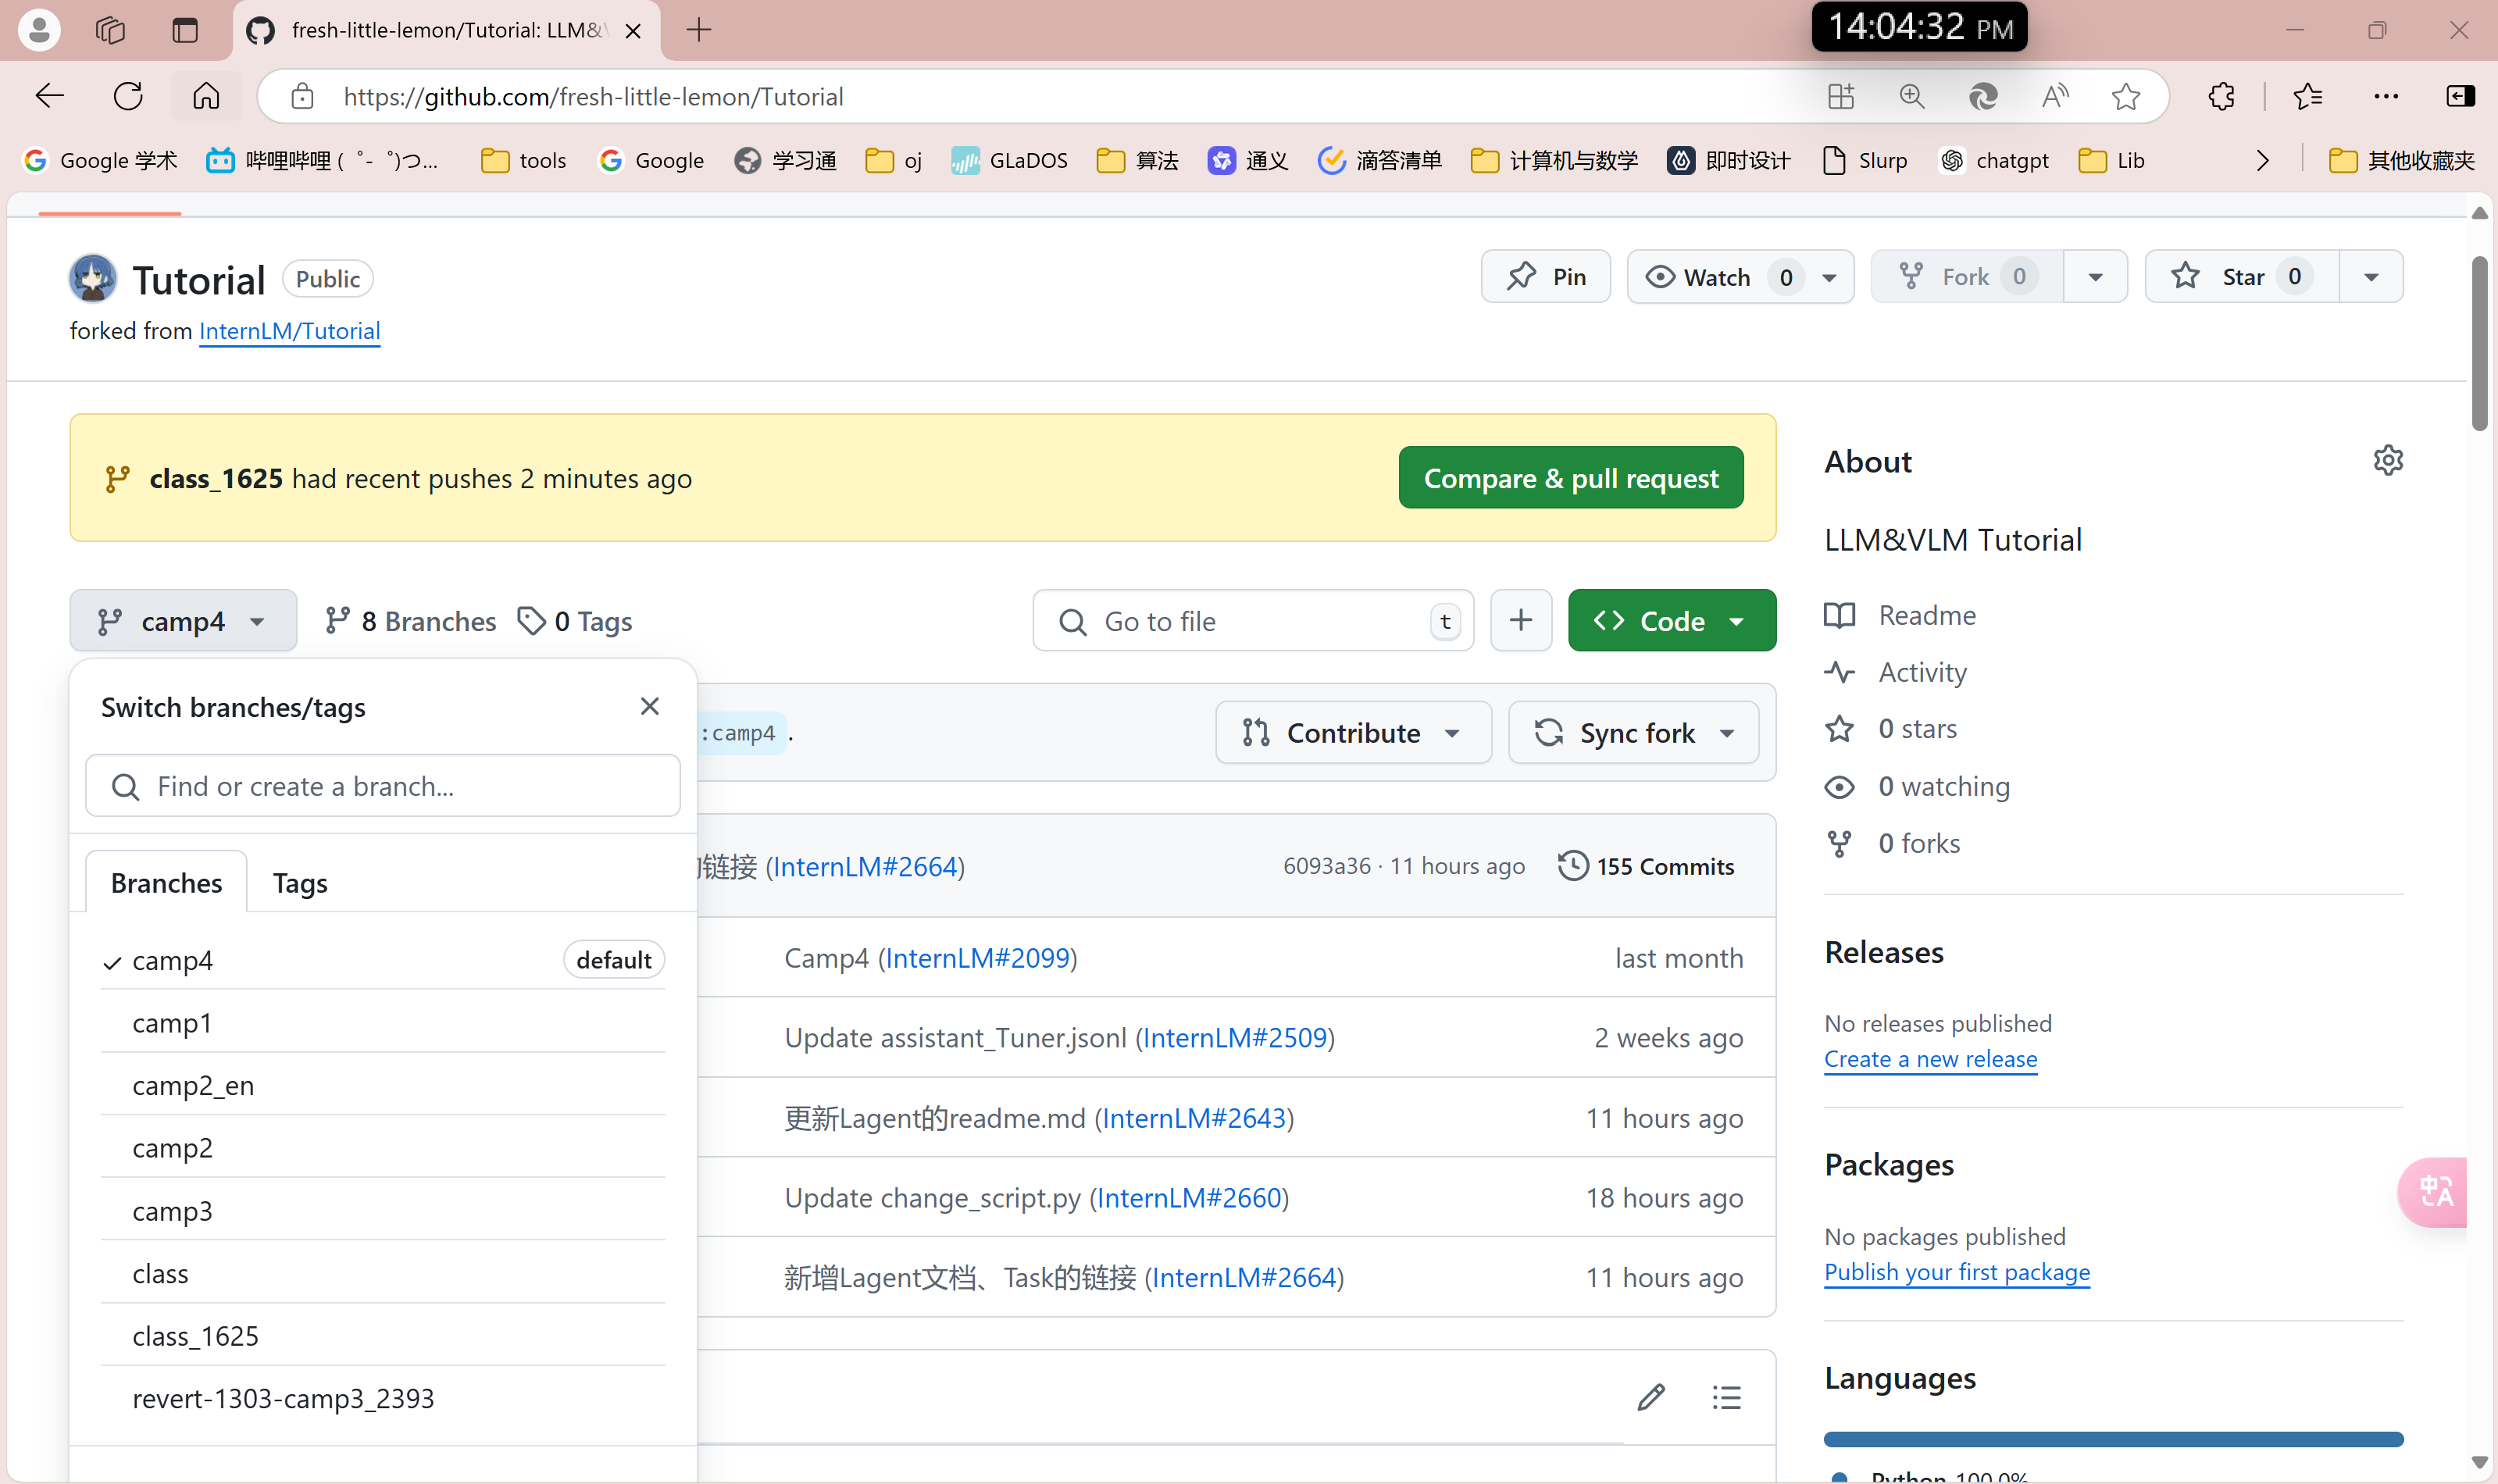 fresh-little-lemon/Tutorial: LLM&V
14:04:32 PM
https://github.com/fresh-little-lemon/Tutorial
Google 学术
哔哩哔哩 (゜-゜)つ...
tools
Google
学习通
oj
GLaDOS
算法
通义
滴答清单
计算机与数学
即时设计
Slurp
chatgpt
Lib
其他收藏夹
Tutorial Public
Pin
Watch 0
Fork 0
Star 0
forked from InternLM/Tutorial
class_1625 had recent pushes 2 minutes ago
Compare & pull request
camp4
8 Branches
0 Tags
Go to file t
Code
Switch branches/tags
Find or create a branch...
Branches
Tags
camp4 default
camp1
camp2_en
camp2
camp3
class
class_1625
revert-1303-camp3_2393
:camp4 .
Contribute
Sync fork
链接 (InternLM#2664)
6093a36 · 11 hours ago
155 Commits
Camp4 (InternLM#2099) last month
Update assistant_Tuner.jsonl (InternLM#2509) 2 weeks ago
更新Lagent的readme.md (InternLM#2643) 11 hours ago
Update change_script.py (InternLM#2660) 18 hours ago
新增Lagent文档、Task的链接 (InternLM#2664) 11 hours ago
About
LLM&VLM Tutorial
Readme
Activity
0 stars
0 watching
0 forks
Releases
No releases published
Create a new release
Packages
No packages published
Publish your first package
Languages
Python 100.0%